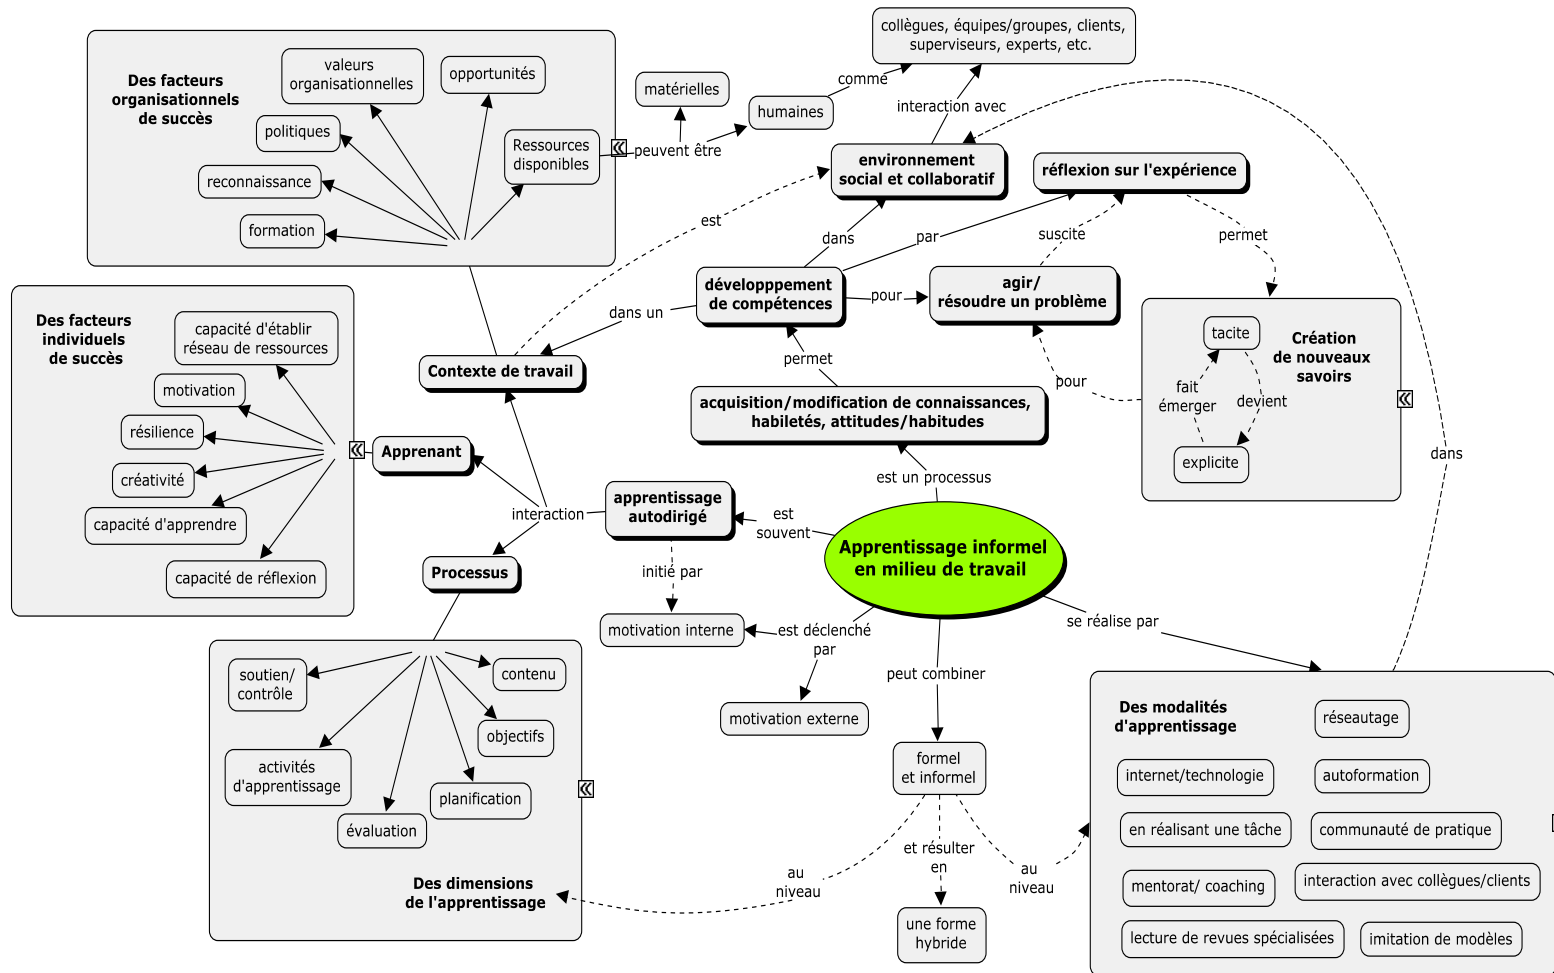 collègues, équipes/groupes, clients,
superviseurs, experts, etc.
Des facteurs
organisationnels
de succès
valeurs
organisationnelles
opportunités
politiques
Ressources
disponibles
reconnaissance
formation
matérielles
humaines
comme
peuvent être
interaction avec
environnement
social et collaboratif
réflexion sur l'expérience
est
dans
par
suscite
permet
développpement
de compétences
pour
agir/
résoudre un problème
dans un
Des facteurs
individuels
de succès
capacité d'établir
réseau de ressources
motivation
résilience
créativité
capacité d'apprendre
capacité de réflexion
Contexte de travail
permet
pour
tacite
Création
de nouveaux
savoirs
fait
émerger
devient
explicite
dans
acquisition/modification de connaissances,
habiletés, attitudes/habitudes
Apprenant
est un processus
interaction
apprentissage
autodirigé
est
souvent
Apprentissage informel
en milieu de travail
Processus
initié par
motivation interne
est déclenché
par
se réalise par
peut combiner
motivation externe
soutien/
contrôle
contenu
objectifs
activités
d'apprentissage
planification
évaluation
Des dimensions
de l'apprentissage
formel
et informel
au
niveau
et résulter
en
au
niveau
une forme
hybride
Des modalités
d'apprentissage
réseautage
internet/technologie
autoformation
en réalisant une tâche
communauté de pratique
mentorat/ coaching
interaction avec collègues/clients
lecture de revues spécialisées
imitation de modèles